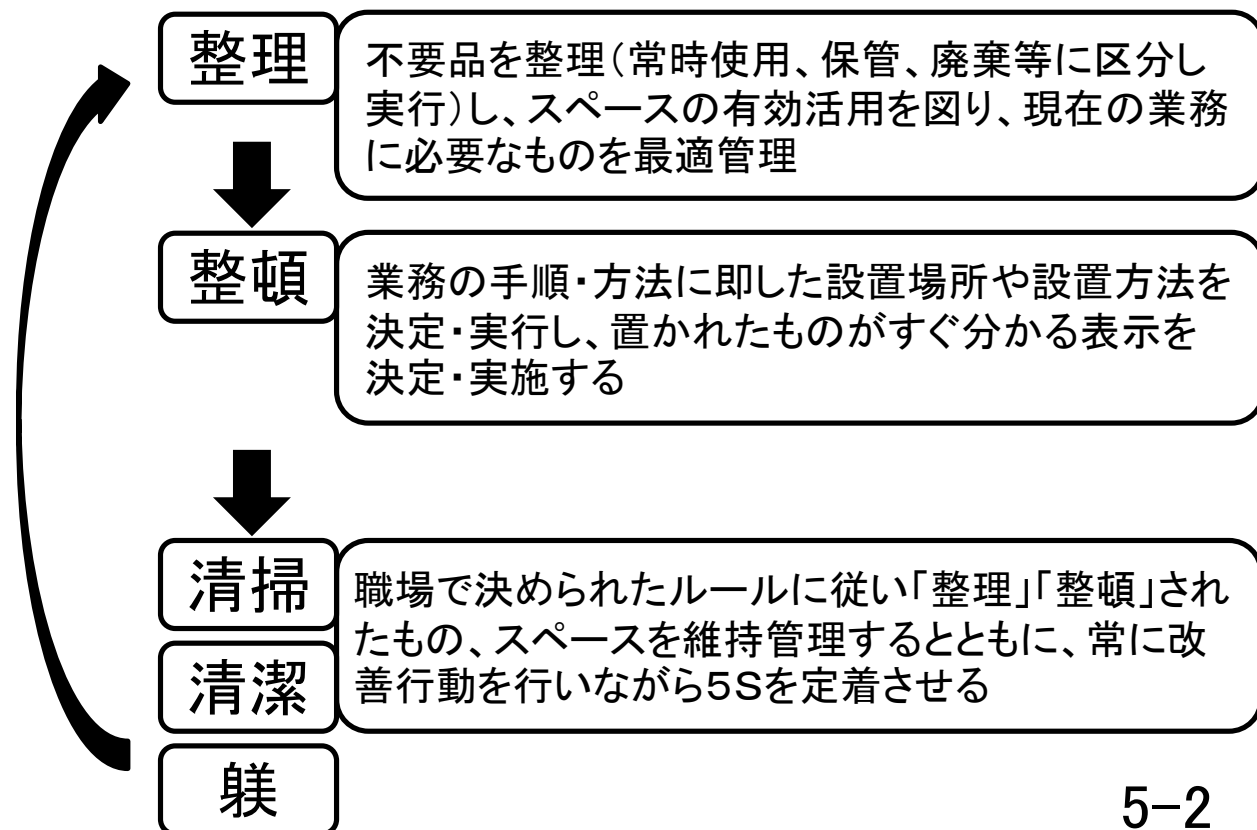 整理
不要品を整理(常時使用、保管、廃棄等に区分し
実行)し、スペースの有効活用を図り、現在の業務
に必要なものを最適管理
整頓
業務の手順・方法に即した設置場所や設置方法を
決定・実行し、置かれたものがすぐ分かる表示を
決定・実施する
清掃
清潔
躾
職場で決められたルールに従い「整理」「整頓」され
たもの、スペースを維持管理するとともに、常に改
善行動を行いながら5Sを定着させる
5-2